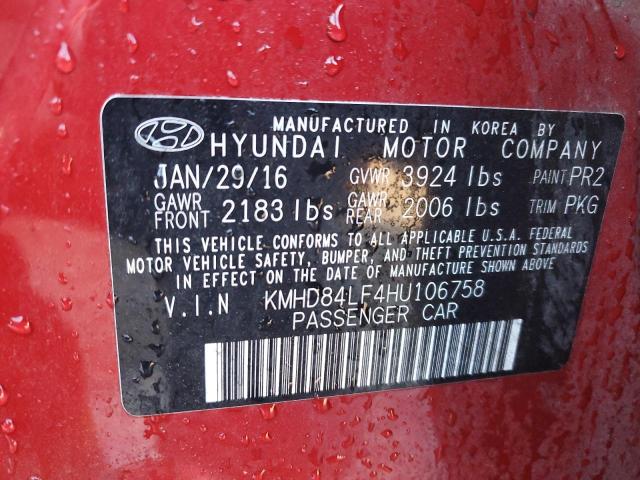 MANUFACTURED IN KOREA BY
HYUNDAI MOTOR COMPANY
JAN/29/16 GVWR 3924 lbs PAINT PR2
GAWR FRONT 2183 lbs GAWR REAR 2006 lbs TRIM PKG
THIS VEHICLE CONFORMS TO ALL APPLICABLE U.S.A. FEDERAL
MOTOR VEHICLE SAFETY, BUMPER, AND THEFT PREVENTION STANDARDS
IN EFFECT ON THE DATE OF MANUFACTURE SHOWN ABOVE
V.I.N KMHD84LF4HU106758
PASSENGER CAR